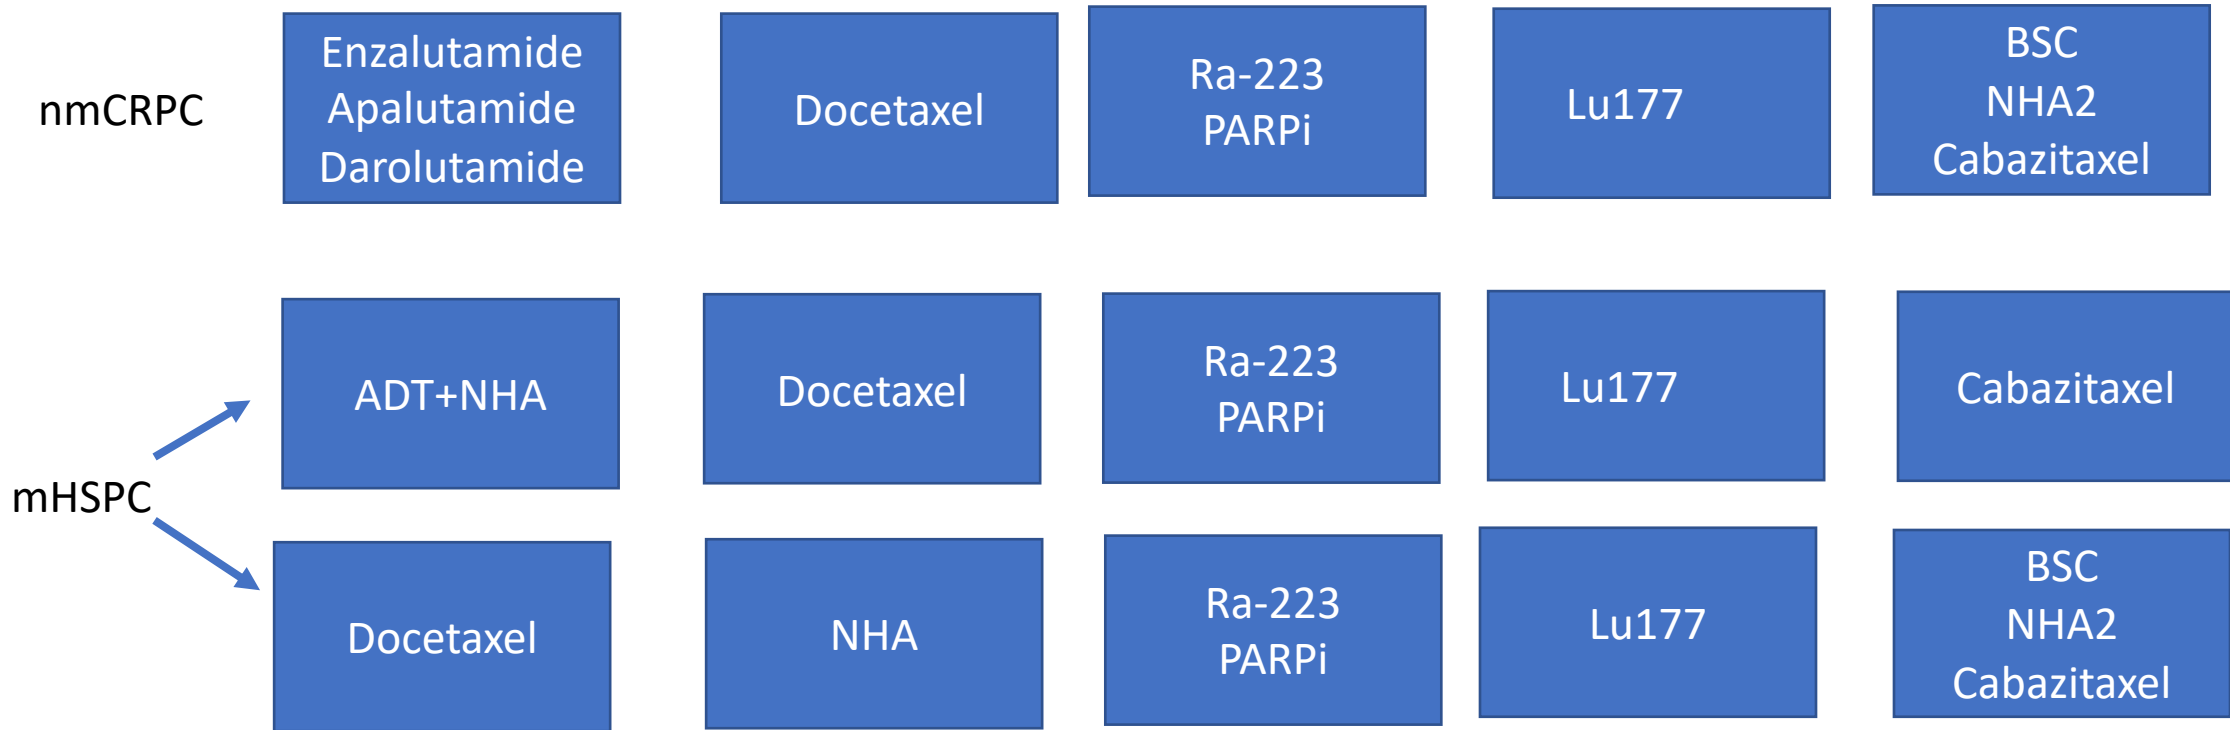 nmCRPC
Enzalutamide
Apalutamide
Darolutamide
Docetaxel
Ra-223
PARPi
Lu177
BSC
NHA2
Cabazitaxel
mHSPC
ADT+NHA
Docetaxel
Ra-223
PARPi
Lu177
Cabazitaxel
Docetaxel
NHA
Ra-223
PARPi
Lu177
BSC
NHA2
Cabazitaxel